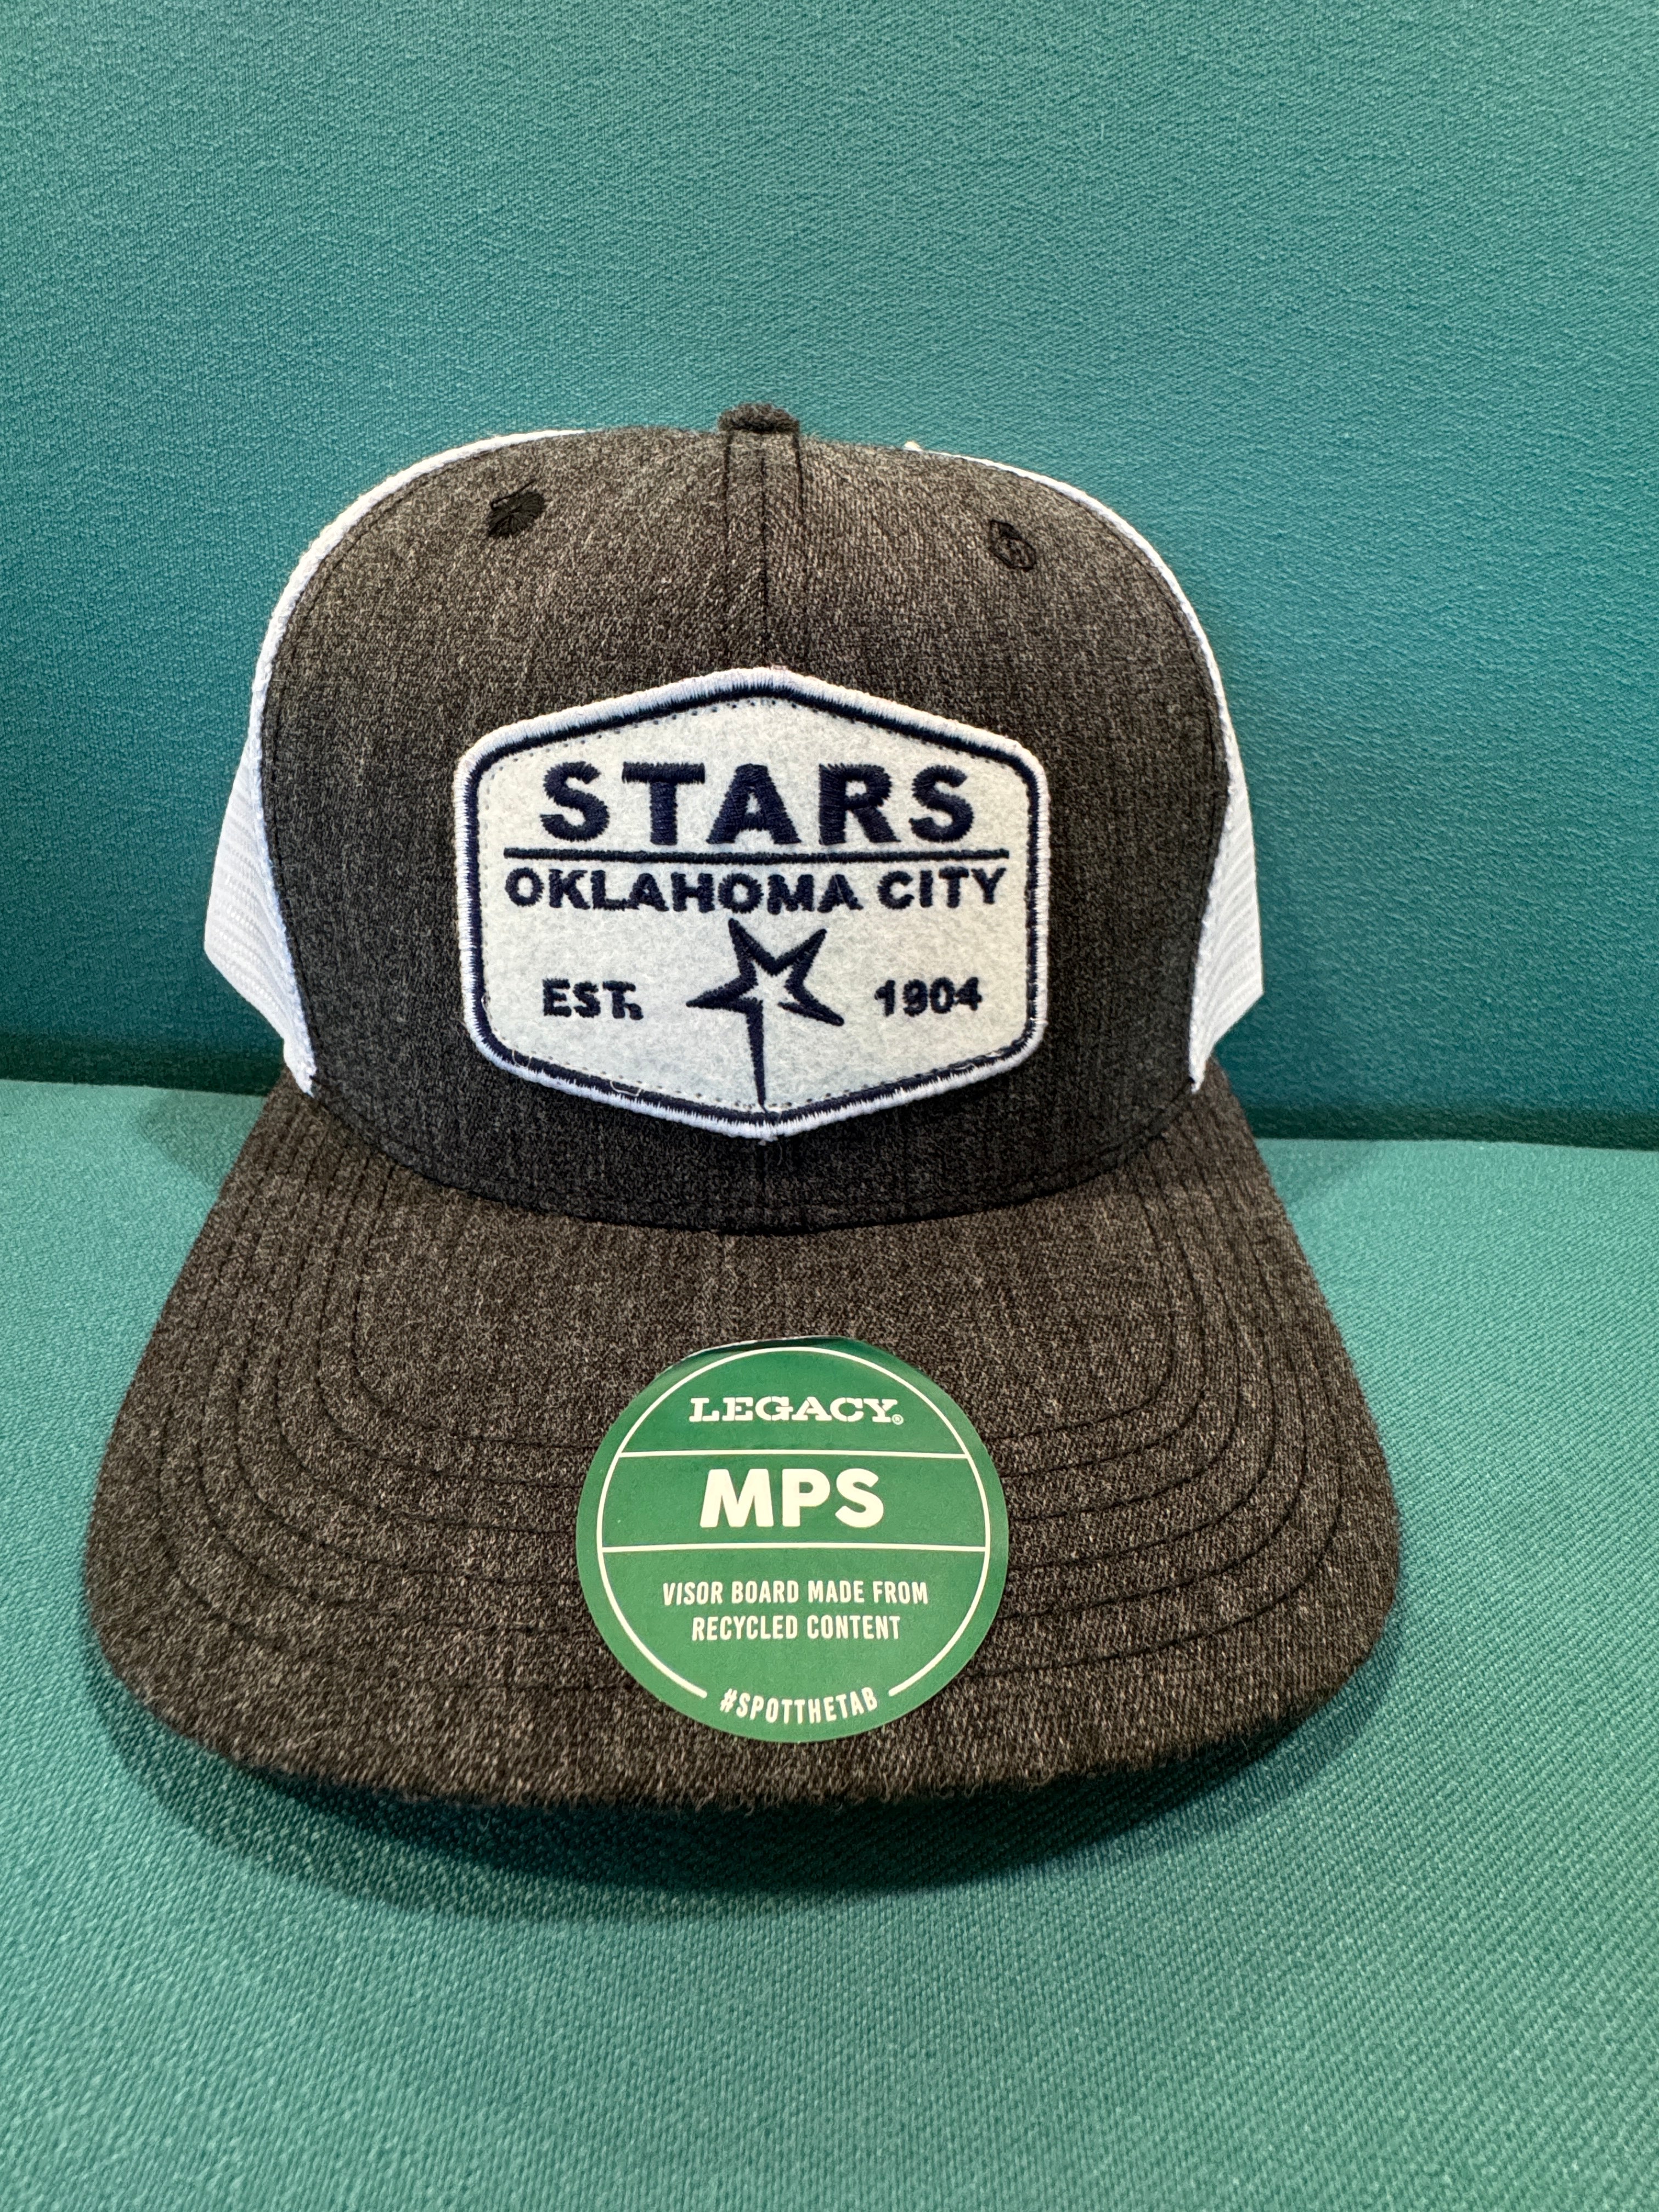 STARS
OKLAHOMA CITY
EST. 1904
LEGACY®
MPS
VISOR BOARD MADE FROM
RECYCLED CONTENT
#SPOTTHETAB